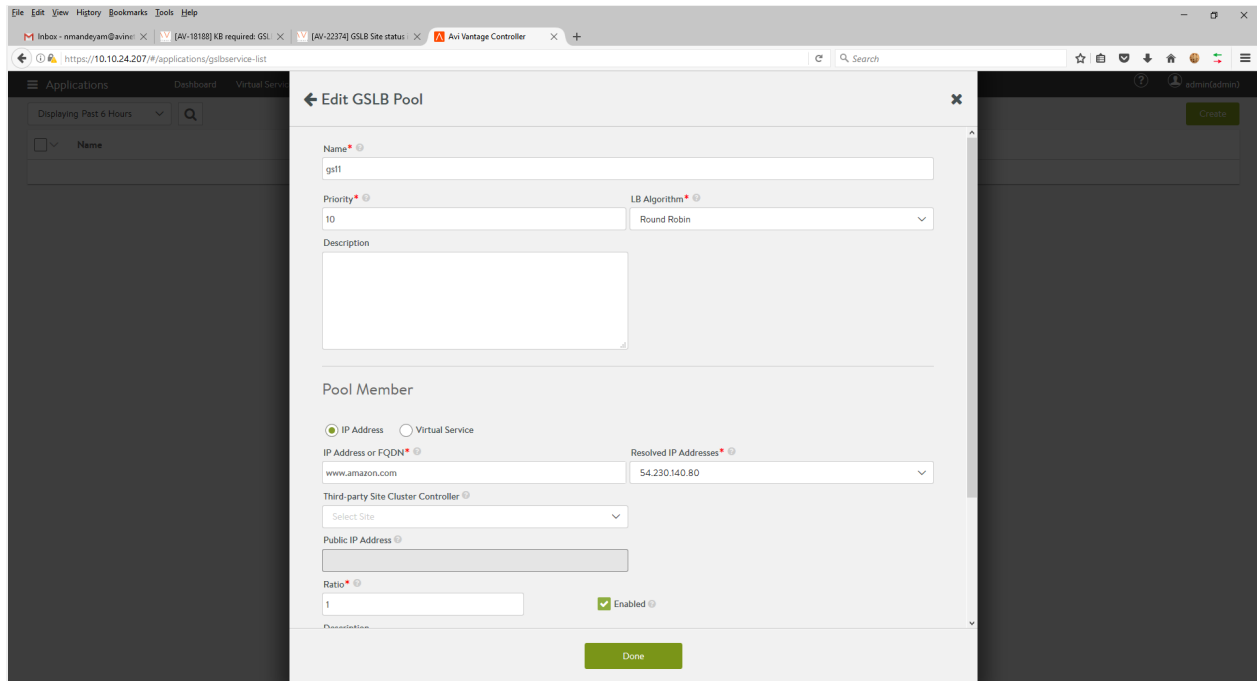 File Edit View History Bookmarks Tools Help
Inbox - nmandeyam@avinet
[AV-18188] KB required: GSL
[AV-22374] GSLB Site status
Avi Vantage Controller
https://10.10.24.207/#/applications/gslbservice-list
Search
Applications Dashboard Virtual Servic
admin(admin)
Displaying Past 6 Hours
Create
Name
Edit GSLB Pool
Name*
gs11
Priority* LB Algorithm*
10 Round Robin
Description
Pool Member
IP Address Virtual Service
IP Address or FQDN* Resolved IP Addresses*
www.amazon.com 54.230.140.80
Third-party Site Cluster Controller
Select Site
Public IP Address
Ratio*
1 Enabled
Description
Done